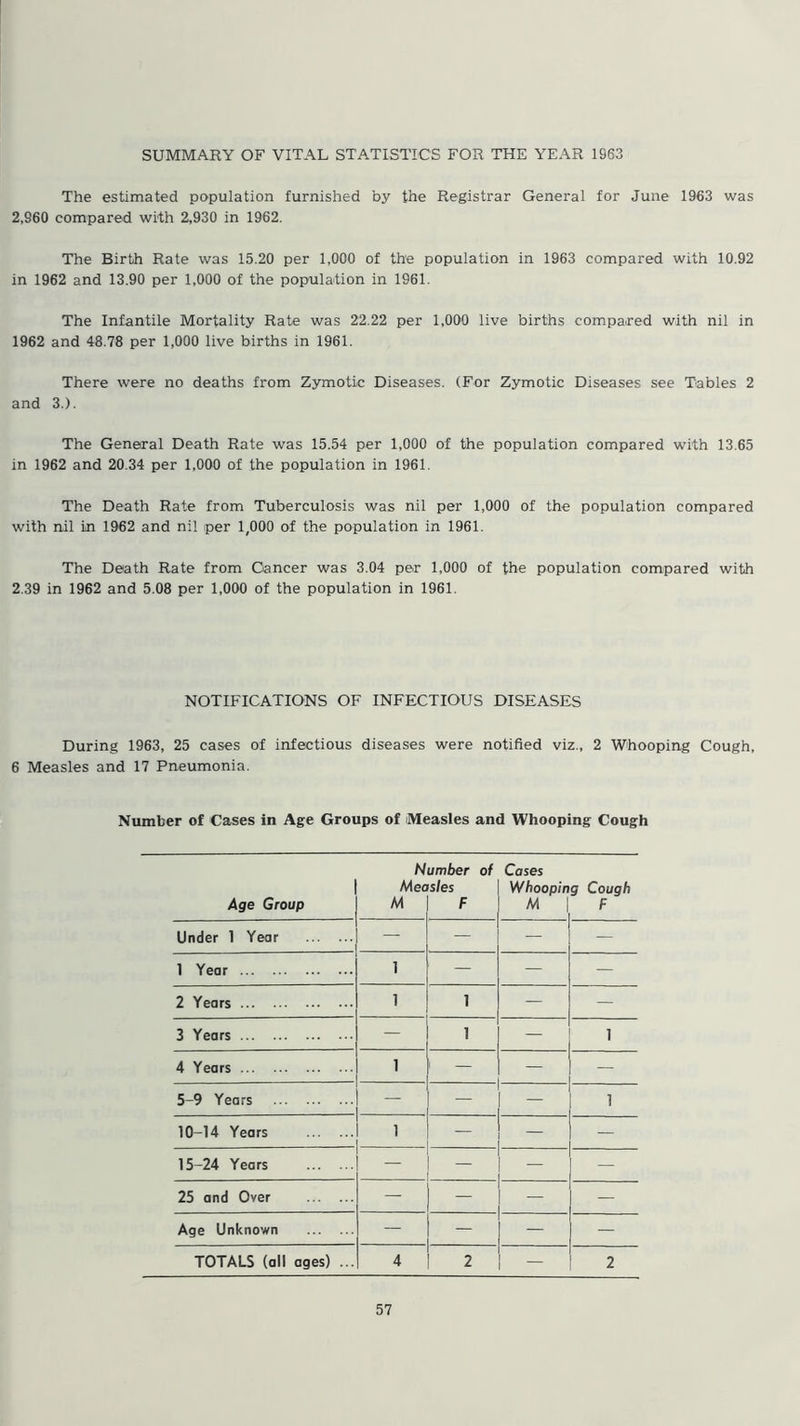 SUMMARY OF VITAL STATISTICS FOR THE YEAR 1963
The estimated population furnished by the Registrar General for June 1963 was
2,960 compared with 2,930 in 1962.
The Birth Rate was 15.20 per 1,000 of the population in 1963 compared with 10.92
in 1962 and 13.90 per 1,000 of the population in 1961.
The Infantile Mortality Rate was 22.22 per 1,000 live births compared with nil in
1962 and 48.78 per 1,000 live births in 1961.
There were no deaths from Zymotic Diseases. (For Zymotic Diseases see Tables 2
and 3.).
The General Death Rate was 15.54 per 1,000 of the population compared with 13.65
in 1962 and 20.34 per 1,000 of the population in 1961.
The Death Rate from Tuberculosis was nil per 1,000 of the population compared
with nil in 1962 and nil per 1,000 of the population in 1961.
The Death Rate from Cancer was 3.04 per 1,000 of the population compared with
2.39 in 1962 and 5.08 per 1,000 of the population in 1961.
NOTIFICATIONS OF INFECTIOUS DISEASES
During 1963, 25 cases of infectious diseases were notified viz., 2 Whooping Cough,
6 Measles and 17 Pneumonia.
Number of Cases in Age Groups of Measles and Whooping Cough
Number of Cases
Measles Whooping Cough
Age Group M F M F
Under 1 Year ... ... — — — —
1 Year ... ... ... ... 1 — — —
2 Years ... ... ... ... 1 1 — —
3 Years ... ... ... ... — 1 — 1
4 Years ... ... ... ... 1 — — —
5-9 Years ... ... ... — — — 1
10-14 Years ... ... 1 — — —
15-24 Years ... ... — — — —
25 and Over ... ... — — — —
Age Unknown ... ... — — — —
TOTALS (all ages) ... 4 2 — 2
57